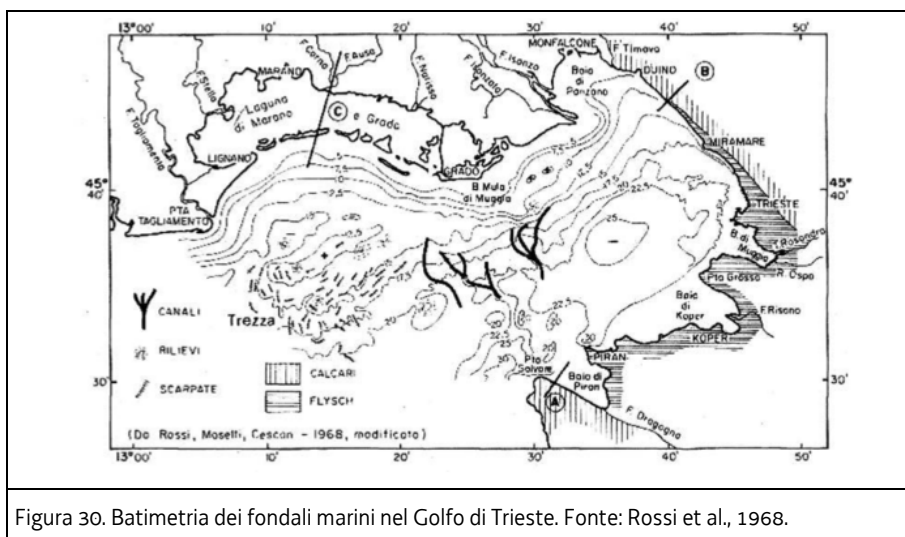 13° 00'
10'
20'
30'
40'
50'
MONFALCONE
F. Timavo
F. Corno
F. Ausa
F. Isonzo
DUINO
B
Baia
di
Panzano
MARANO
F. Stella
F. Natissa
F. Tagliamento
Laguna
di Marano
C
e Grado
MIRAMARE
LIGNANO
GRADO
B. Mula
di Muggia
45°
40'
45°
40'
PTA
TAGLIAMENTO
TRIESTE
B. di
Muggia
T. Rosandra
R. Ospo
Pta Grossa
Baia
di
Koper
F. Risano
KOPER
CANALI
Trezza
RILIEVI
SCARPATE
CALCARI
FLYSCH
Pta
Salvore
PIRAN
Baia di
Piran
A
F. Dragogna
30'
30'
(Da Rossi, Mosetti, Cescon - 1968, modificato)
13° 00'
10'
20'
30'
40'
50'
Figura 30. Batimetria dei fondali marini nel Golfo di Trieste. Fonte: Rossi et al., 1968.